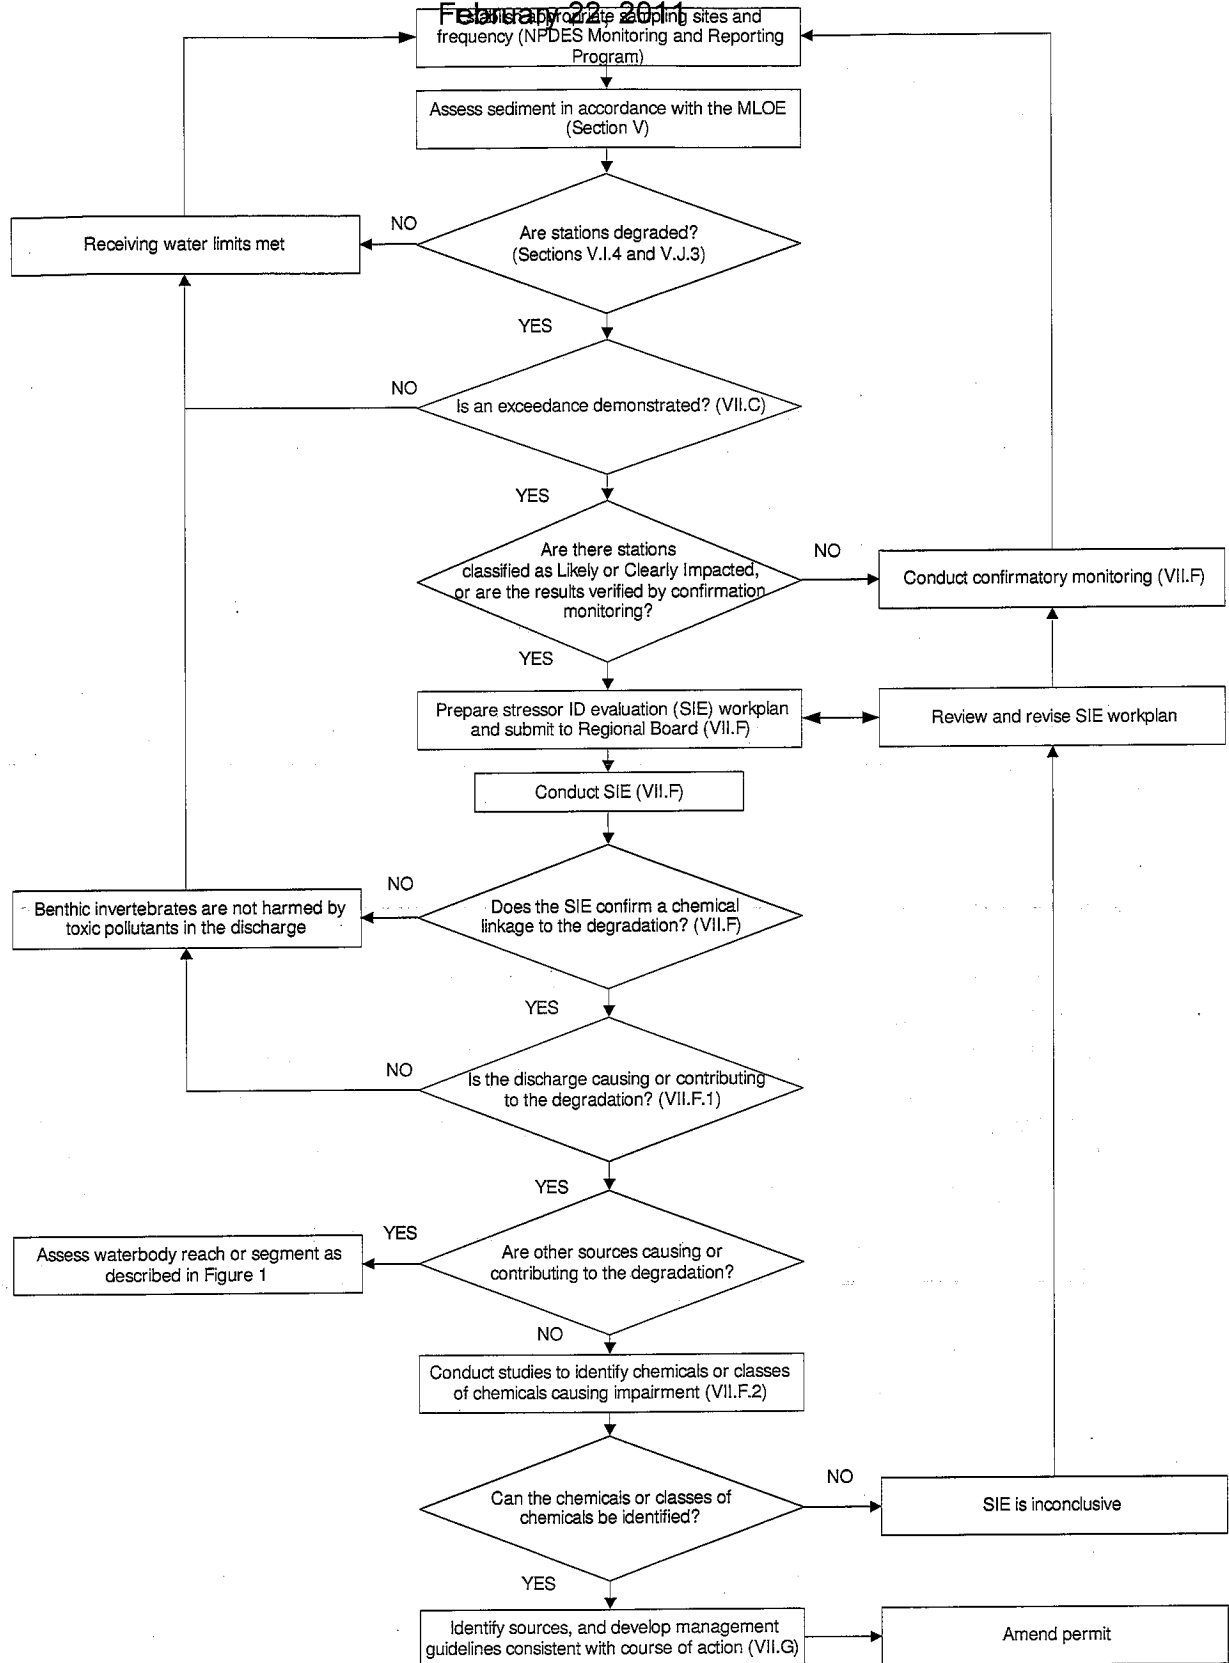 February 22, 2011
Establish appropriate sampling sites and
frequency (NPDES Monitoring and Reporting
Program)
Assess sediment in accordance with the MLOE
(Section V)
NO
Are stations degraded?
(Sections V.I.4 and V.J.3)
Receiving water limits met
YES
NO
Is an exceedance demonstrated? (VII.C)
YES
Are there stations
classified as Likely or Clearly Impacted,
or are the results verified by confirmation
monitoring?
NO
Conduct confirmatory monitoring (VII.F)
YES
Prepare stressor ID evaluation (SIE) workplan
and submit to Regional Board (VII.F)
Review and revise SIE workplan
Conduct SIE (VII.F)
NO
Does the SIE confirm a chemical
linkage to the degradation? (VII.F)
Benthic invertebrates are not harmed by
toxic pollutants in the discharge
YES
NO
Is the discharge causing or contributing
to the degradation? (VII.F.1)
YES
YES
Are other sources causing or
contributing to the degradation?
Assess waterbody reach or segment as
described in Figure 1
NO
Conduct studies to identify chemicals or classes
of chemicals causing impairment (VII.F.2)
NO
Can the chemicals or classes of
chemicals be identified?
SIE is inconclusive
YES
Identify sources, and develop management
guidelines consistent with course of action (VII.G)
Amend permit